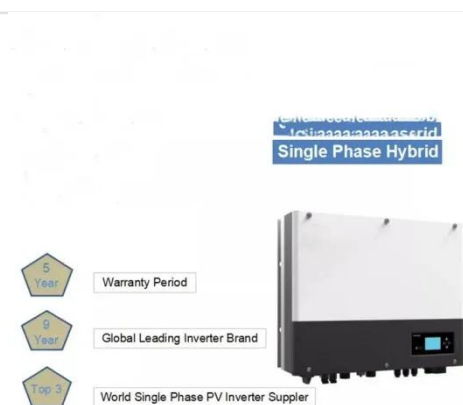 Single Phase Hybrid
5
Year
Warranty Period
9
Year
Global Leading Inverter Brand
Top 3
World Single Phase PV Inverter Suppler